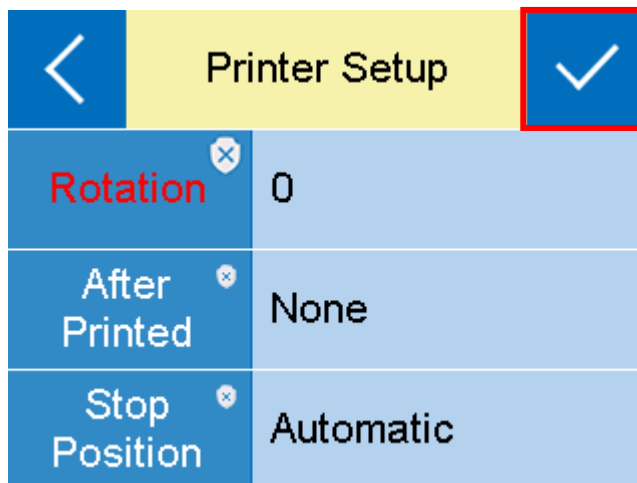 Printer Setup
Rotation
0
After
Printed
None
Stop
Position
Automatic